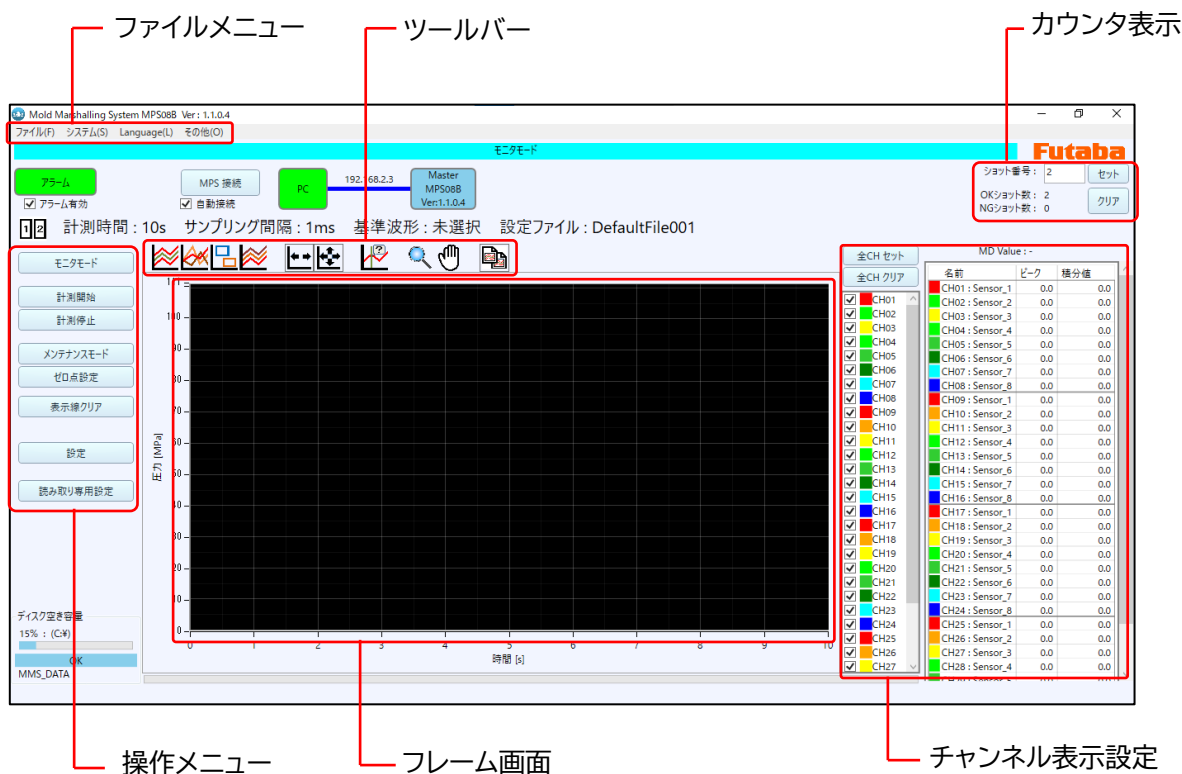 ファイルメニュー
ツールバー
カウンタ表示
Mold Marshalling System MPS08B Ver : 1.1.0.4
ファイル(F) システム(S) Language(L) その他(O)
モニタモード
Futaba
アラーム
アラーム有効
MPS 接続
自動接続
PC
192.168.2.3
Master
MPS08B
Ver:1.1.0.4
ショット番号 : 2 セット
OKショット数 : 2
NGショット数 : 0
クリア
1 2 計測時間 : 10s サンプリング間隔 : 1ms 基準波形 : 未選択 設定ファイル : DefaultFile001
モニタモード
計測開始
計測停止
メンテナンスモード
ゼロ点設定
表示線クリア
設定
読み取り専用設定
ディスク空き容量
15% : (C:¥)
OK
MMS_DATA
圧力 [MPa]
111
100
90
80
70
60
50
40
30
20
10
0
0 1 2 3 4 5 6 7 8 9 10
時間 [s]
全CH セット
全CH クリア
CH01
CH02
CH03
CH04
CH05
CH06
CH07
CH08
CH09
CH10
CH11
CH12
CH13
CH14
CH15
CH16
CH17
CH18
CH19
CH20
CH21
CH22
CH23
CH24
CH25
CH26
CH27
MD Value : -
名前 ピーク 積分値
CH01 : Sensor_1 0.0 0.0
CH02 : Sensor_2 0.0 0.0
CH03 : Sensor_3 0.0 0.0
CH04 : Sensor_4 0.0 0.0
CH05 : Sensor_5 0.0 0.0
CH06 : Sensor_6 0.0 0.0
CH07 : Sensor_7 0.0 0.0
CH08 : Sensor_8 0.0 0.0
CH09 : Sensor_1 0.0 0.0
CH10 : Sensor_2 0.0 0.0
CH11 : Sensor_3 0.0 0.0
CH12 : Sensor_4 0.0 0.0
CH13 : Sensor_5 0.0 0.0
CH14 : Sensor_6 0.0 0.0
CH15 : Sensor_7 0.0 0.0
CH16 : Sensor_8 0.0 0.0
CH17 : Sensor_1 0.0 0.0
CH18 : Sensor_2 0.0 0.0
CH19 : Sensor_3 0.0 0.0
CH20 : Sensor_4 0.0 0.0
CH21 : Sensor_5 0.0 0.0
CH22 : Sensor_6 0.0 0.0
CH23 : Sensor_7 0.0 0.0
CH24 : Sensor_8 0.0 0.0
CH25 : Sensor_1 0.0 0.0
CH26 : Sensor_2 0.0 0.0
CH27 : Sensor_3 0.0 0.0
CH28 : Sensor_4 0.0 0.0
操作メニュー
フレーム画面
チャンネル表示設定